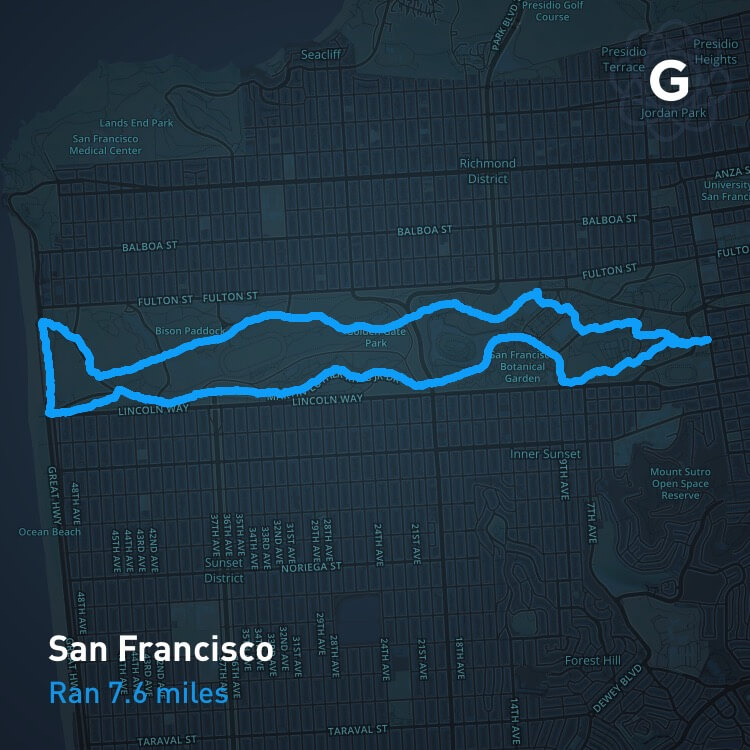 Presidio Golf
Course
PARK BLVD
Seacliff
Presidio
Terrace
Presidio
Heights
G
Jordan Park
Lands End Park
San Francisco
Medical Center
Richmond
District
ANZA S
University
San Franci
BALBOA ST
BALBOA ST
BALBOA ST
FULTO
FULTON ST
FULTON ST
FULTON ST
Bison Paddock
Golden Gate
Park
San Francisco
Botanical
Garden
LINCOLN WAY
LINCOLN WAY
Inner Sunset
9TH AVE
7TH AVE
Mount Sutro
Open Space
Reserve
GREAT HWY
48TH AVE
Ocean Beach
45TH AVE
44TH AVE
43RD AVE
42ND AVE
37TH AVE
36TH AVE
35TH AVE
34TH AVE
33RD AVE
32ND AVE
31ST AVE
29TH AVE
28TH AVE
24TH AVE
21ST AVE
Sunset
District
NORIEGA ST
48TH AVE
35TH AVE
34TH AVE
33RD AVE
32ND AVE
31ST AVE
29TH AVE
28TH AVE
24TH AVE
21ST AVE
18TH AVE
San Francisco
Ran 7.6 miles
Forest Hill
DEWEY BLVD
14TH AVE
TARAVAL ST
TARAVAL ST